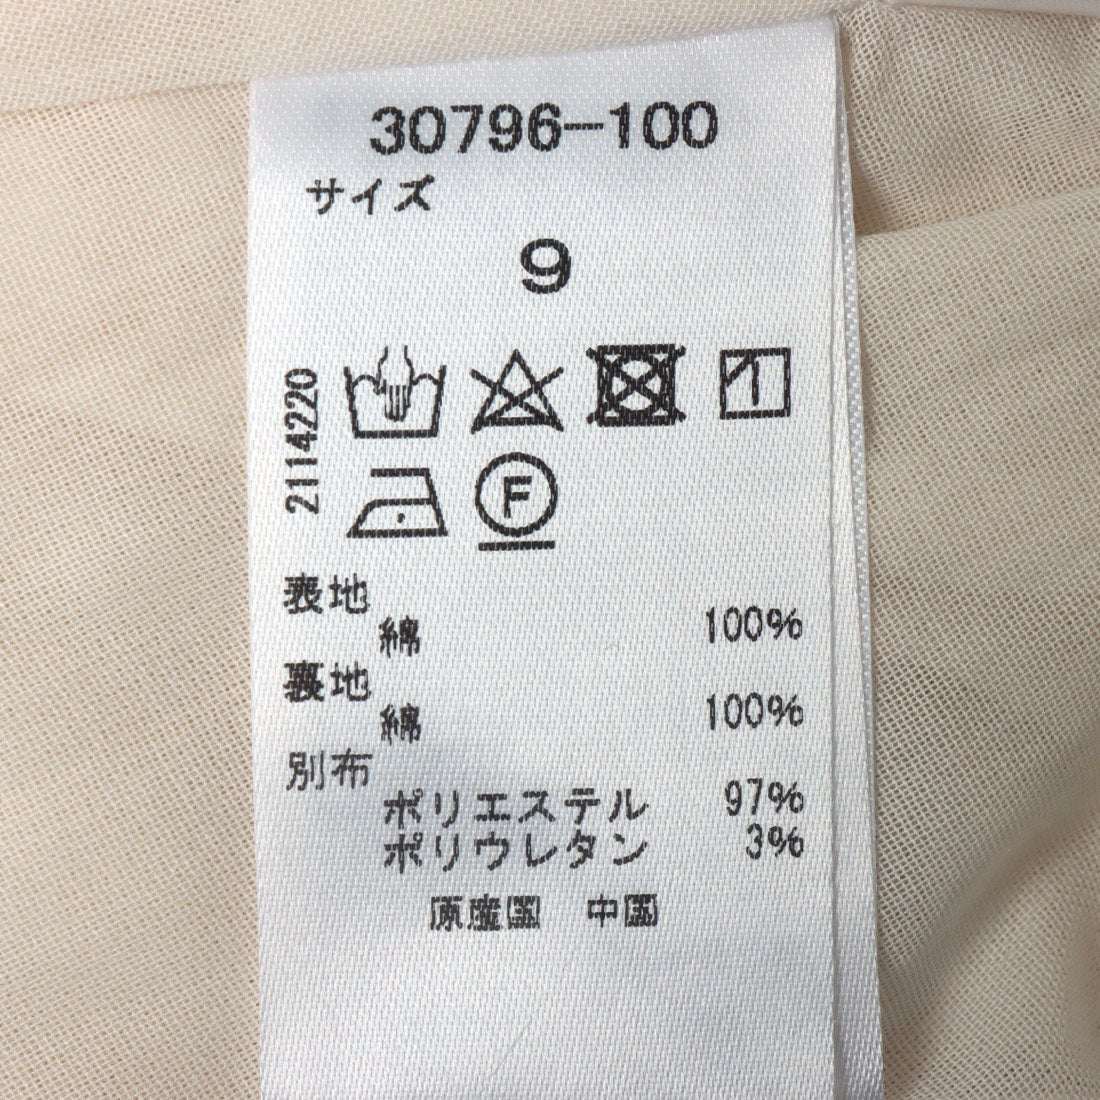 30796-100
サイズ
9
2114220
F
表地
綿 100%
裏地
綿 100%
別布
ポリエステル 97%
ポリウレタン 3%
原産国 中国